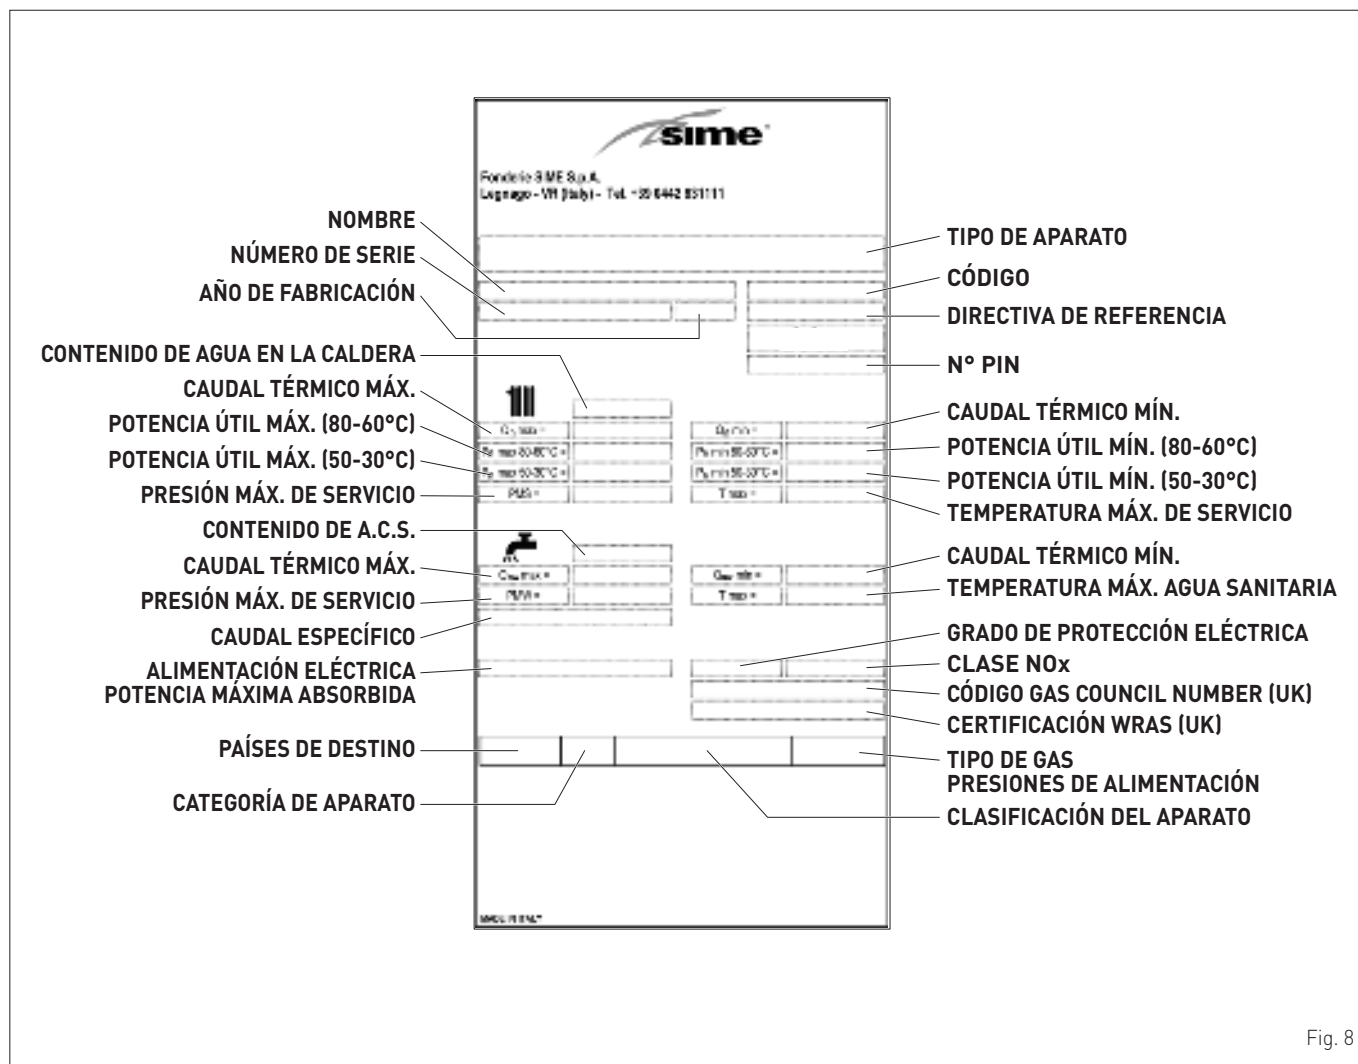 sime
Fonderie SIME S.p.A.
Legnago - VR (Italy) - Tel. +39 0442 631111
NOMBRE
NÚMERO DE SERIE
AÑO DE FABRICACIÓN
CONTENIDO DE AGUA EN LA CALDERA
CAUDAL TÉRMICO MÁX.
POTENCIA ÚTIL MÁX. (80-60°C)
POTENCIA ÚTIL MÁX. (50-30°C)
PRESIÓN MÁX. DE SERVICIO
CONTENIDO DE A.C.S.
CAUDAL TÉRMICO MÁX.
PRESIÓN MÁX. DE SERVICIO
CAUDAL ESPECÍFICO
ALIMENTACIÓN ELÉCTRICA
POTENCIA MÁXIMA ABSORBIDA
PAÍSES DE DESTINO
CATEGORÍA DE APARATO
PMS =
T max =
PMW =
T max =
MADE IN ITALY
TIPO DE APARATO
CÓDIGO
DIRECTIVA DE REFERENCIA
N° PIN
CAUDAL TÉRMICO MÍN.
POTENCIA ÚTIL MÍN. (80-60°C)
POTENCIA ÚTIL MÍN. (50-30°C)
TEMPERATURA MÁX. DE SERVICIO
CAUDAL TÉRMICO MÍN.
TEMPERATURA MÁX. AGUA SANITARIA
GRADO DE PROTECCIÓN ELÉCTRICA
CLASE NOx
CÓDIGO GAS COUNCIL NUMBER (UK)
CERTIFICACIÓN WRAS (UK)
TIPO DE GAS
PRESIONES DE ALIMENTACIÓN
CLASIFICACIÓN DEL APARATO
Fig. 8